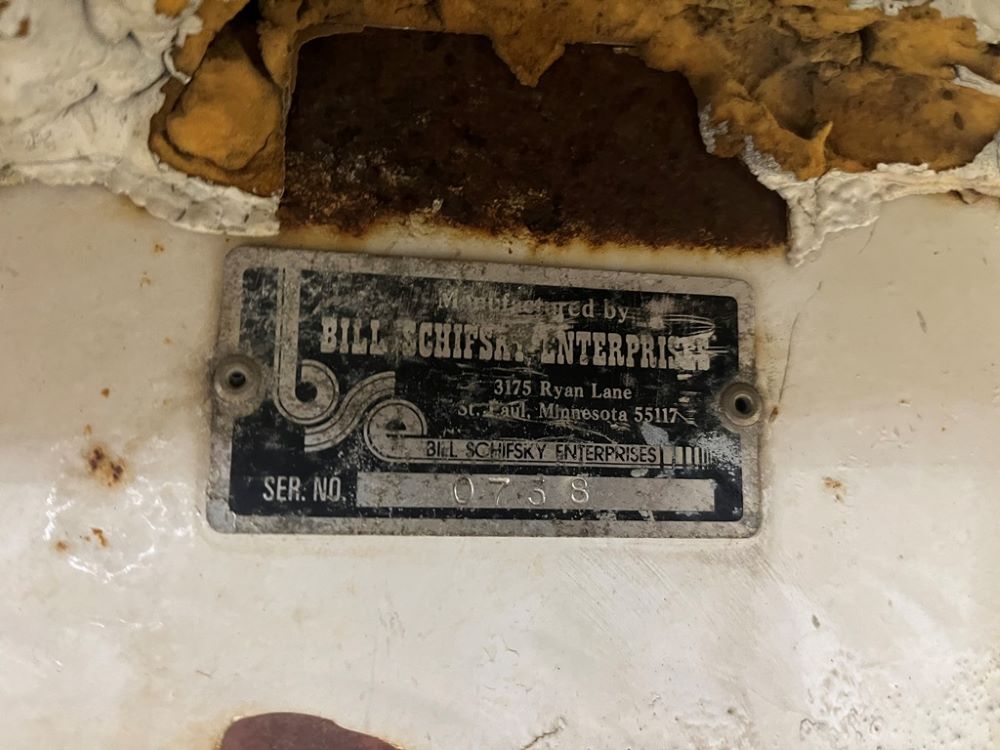 Manufactured by
BILL SCHIFSKY ENTERPRISES
3175 Ryan Lane
St. Paul, Minnesota 55117
BILL SCHIFSKY ENTERPRISES
SER. NO. 0738